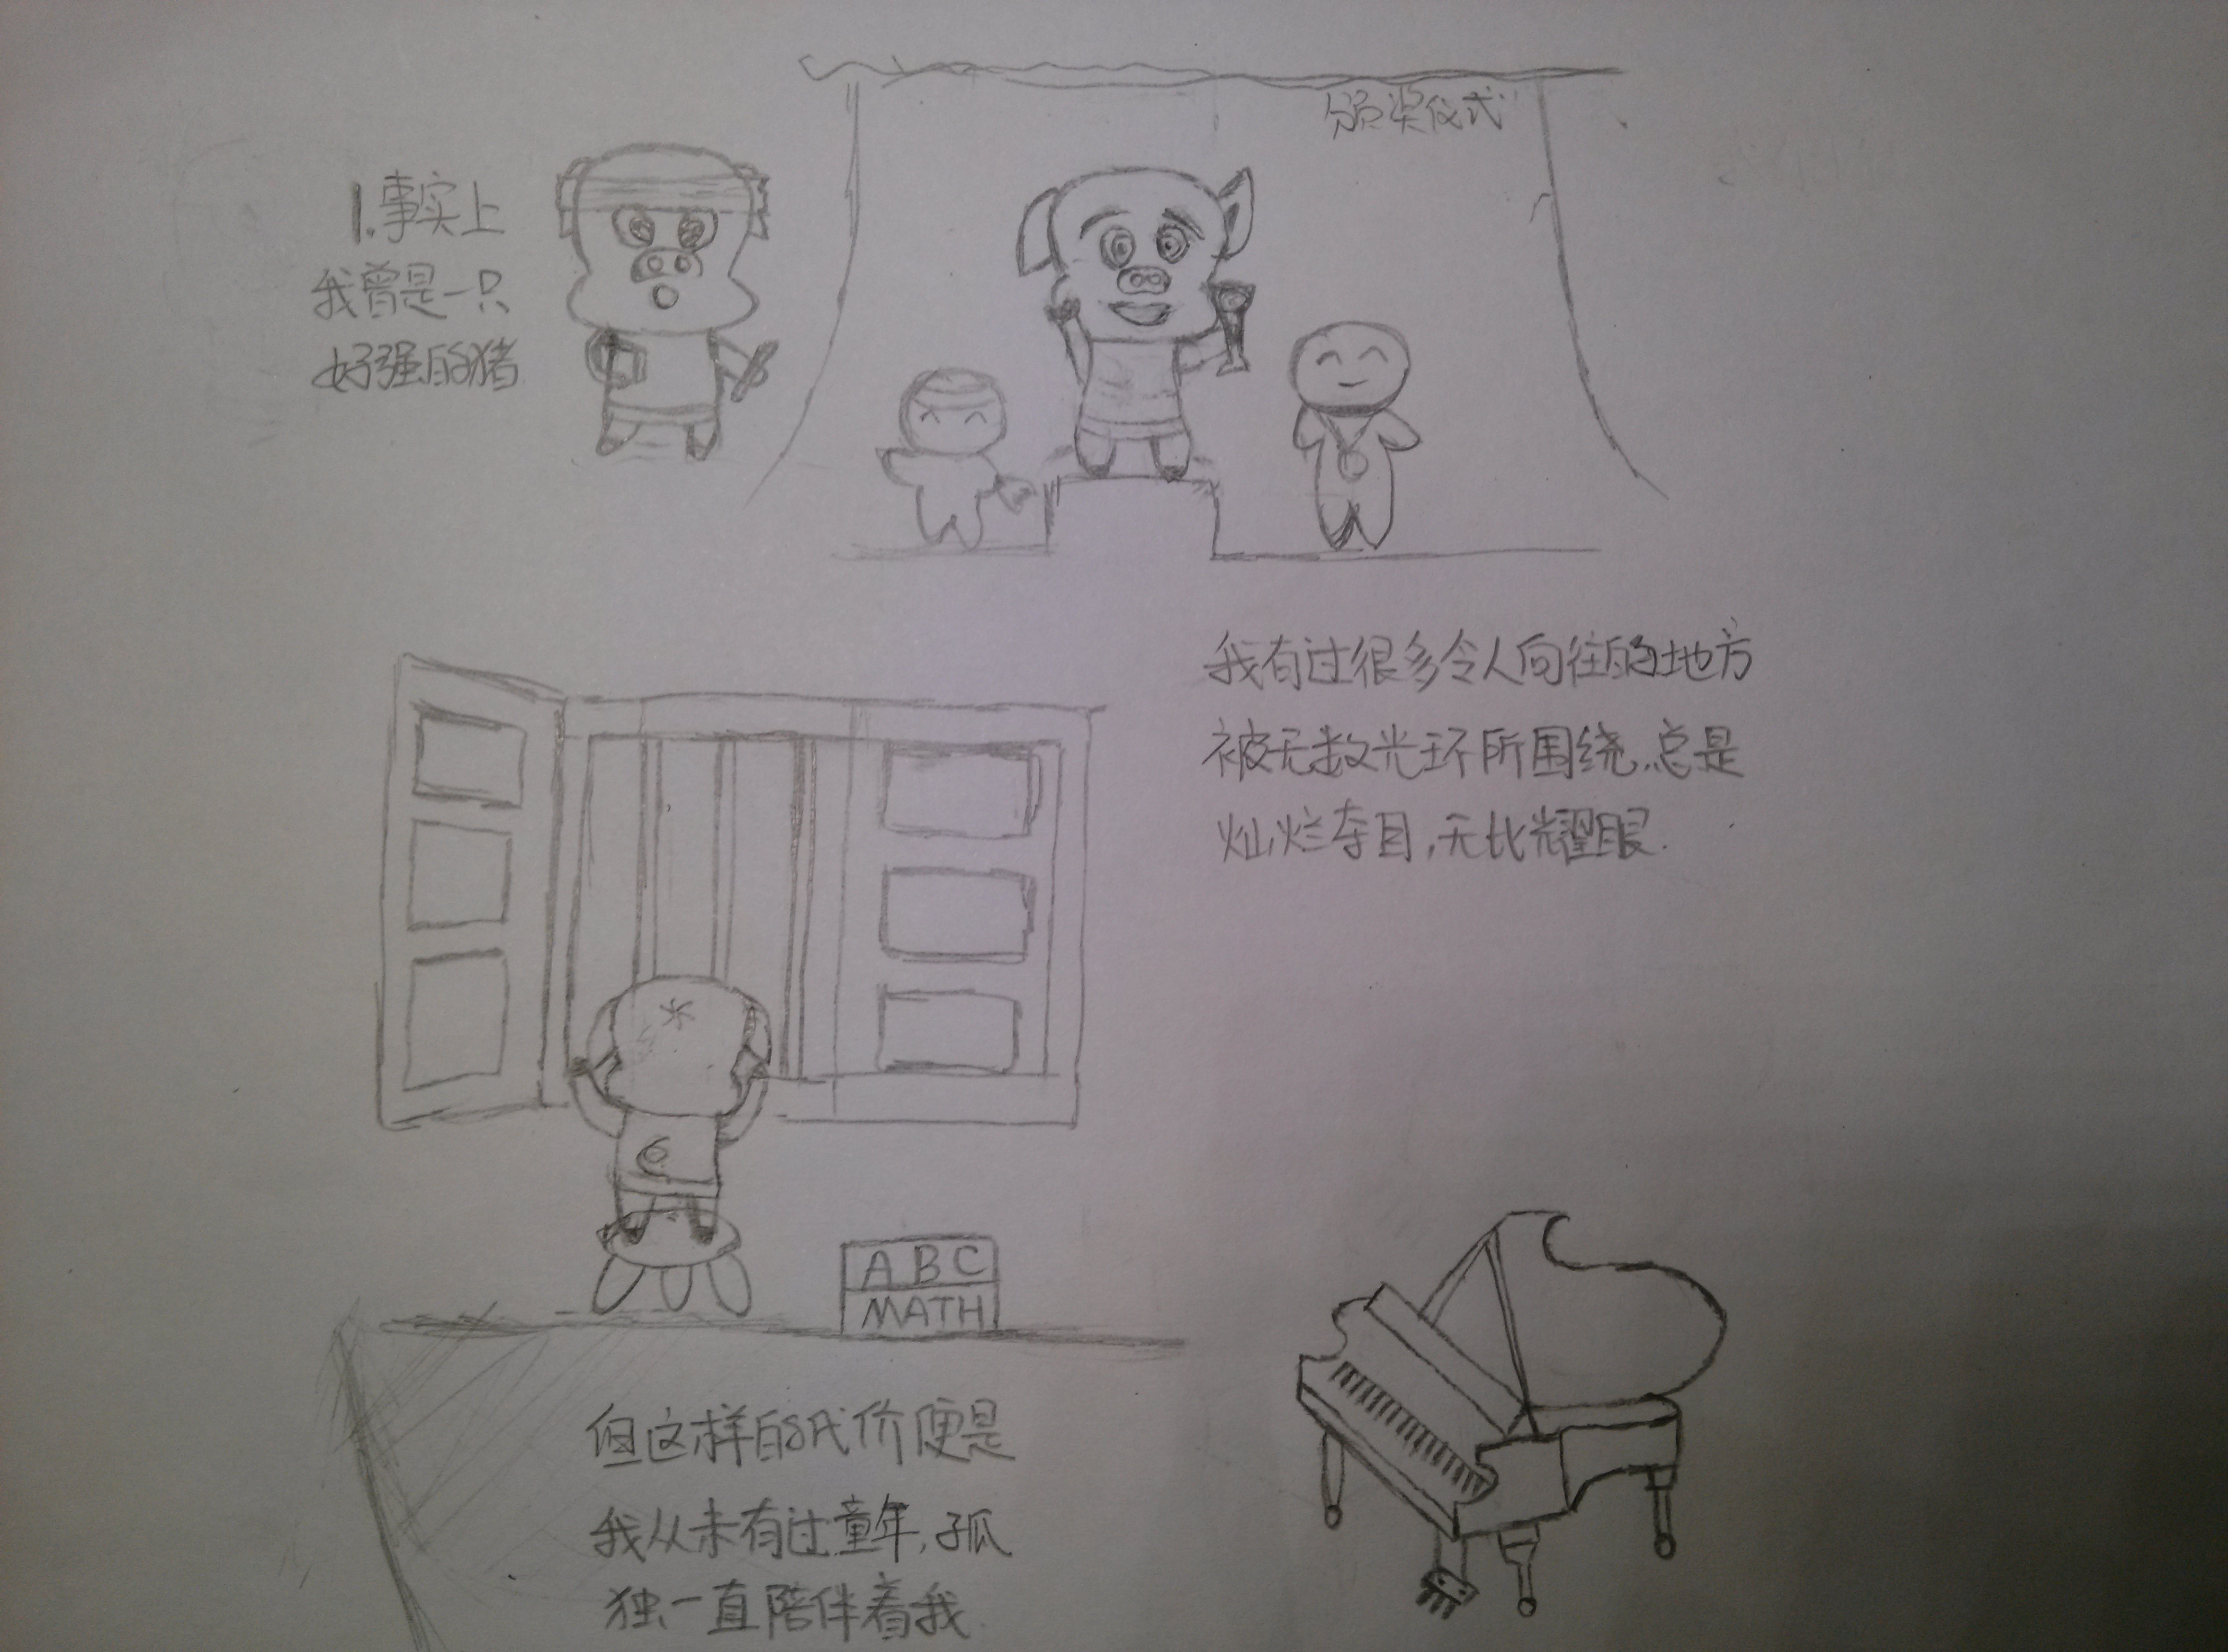 颁奖仪式
1.事实上
我曾是一只
好强的猪
我有过很多令人向往的地方
被无数光环所围绕,总是
灿烂夺目,无比耀眼.
ABC
MATH
但这样的代价便是
我从未有过童年,孤
独一直陪伴着我.